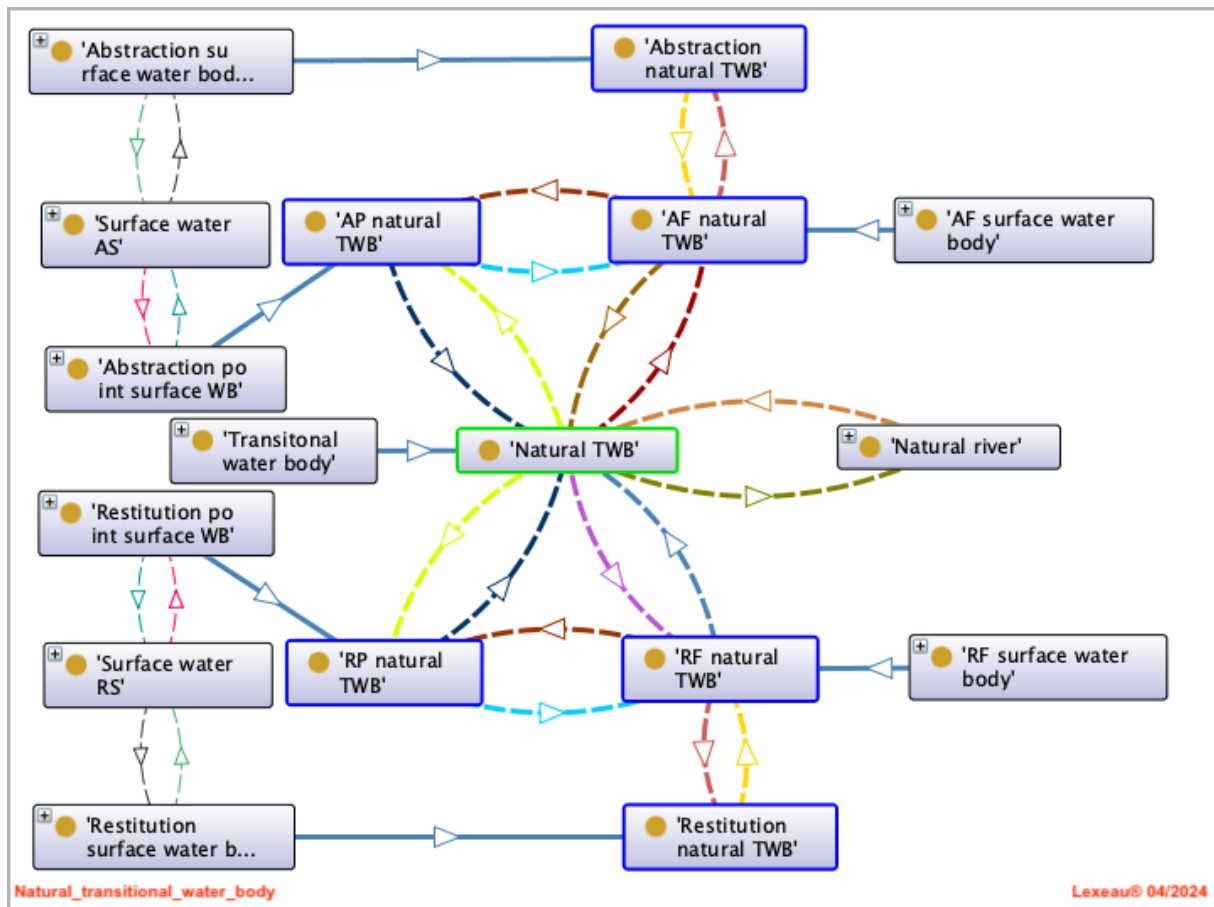 'Abstraction su
rface water bod...
'Abstraction
natural TWB'
'Surface water
AS'
'AP natural
TWB'
'AF natural
TWB'
'AF surface water
body'
'Abstraction po
int surface WB'
'Transitonal
water body'
'Natural TWB'
'Natural river'
'Restitution po
int surface WB'
'Surface water
RS'
'RP natural
TWB'
'RF natural
TWB'
'RF surface water
body'
'Restitution
surface water b...
'Restitution
natural TWB'
Natural_transitional_water_body
Lexeau® 04/2024